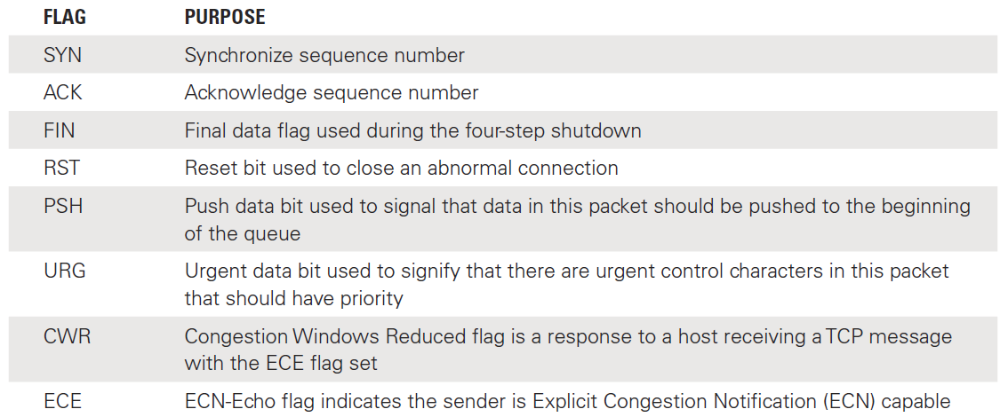 FLAG PURPOSE
SYN Synchronize sequence number
ACK Acknowledge sequence number
FIN Final data flag used during the four-step shutdown
RST Reset bit used to close an abnormal connection
PSH Push data bit used to signal that data in this packet should be pushed to the beginning
of the queue
URG Urgent data bit used to signify that there are urgent control characters in this packet
that should have priority
CWR Congestion Windows Reduced flag is a response to a host receiving a TCP message
with the ECE flag set
ECE ECN-Echo flag indicates the sender is Explicit Congestion Notification (ECN) capable